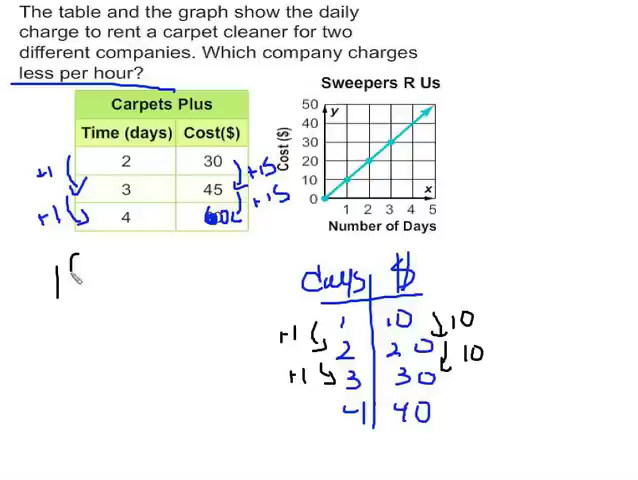 The table and the graph show the daily
charge to rent a carpet cleaner for two
different companies. Which company charges
less per hour?
Carpets Plus
Time (days) Cost($)
2 30
3 45
4 60
+1 +15
+1 +15
Sweepers R Us
Cost ($)
50 y
40
30
20
10
0 x
1 2 3 4 5
Number of Days
days $
1 10
2 20
3 30
4 40
+1 10
+1 10